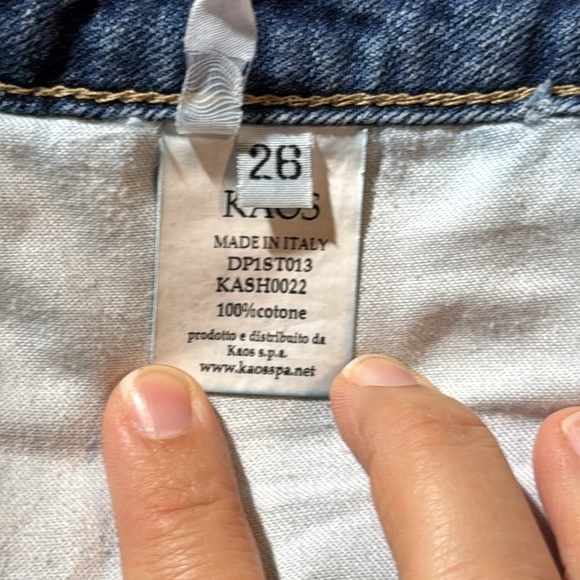 26
KAOS
MADE IN ITALY
DP1ST013
KASH0022
100%cotone
prodotto e distribuito da
Kaos s.p.a.
www.kaosspa.net